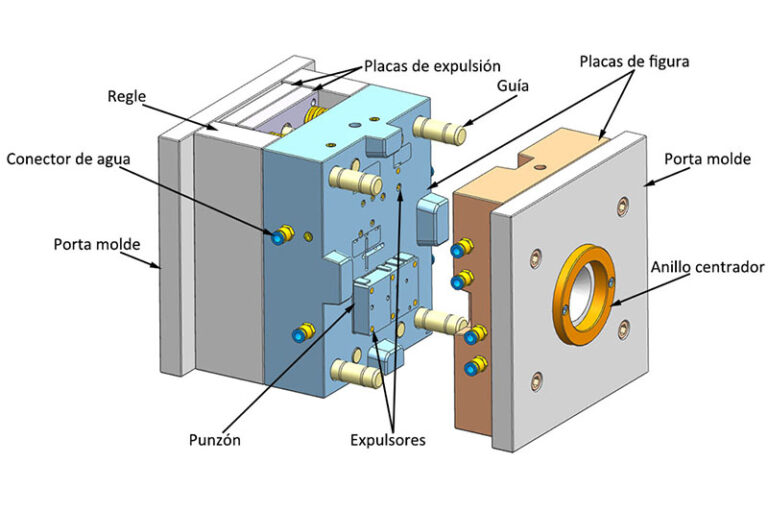 Placas de expulsión
Placas de figura
Guía
Regle
Conector de agua
Porta molde
Porta molde
Anillo centrador
Punzón
Expulsores